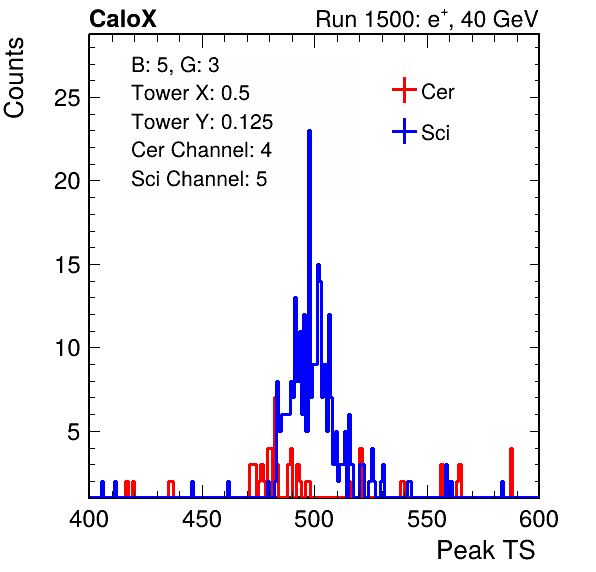 CaloX Run 1500: e⁺, 40 GeV
Counts
B: 5, G: 3
Tower X: 0.5
Tower Y: 0.125
Cer Channel: 4
Sci Channel: 5
Cer
Sci
25
20
15
10
5
400 450 500 550 600
Peak TS